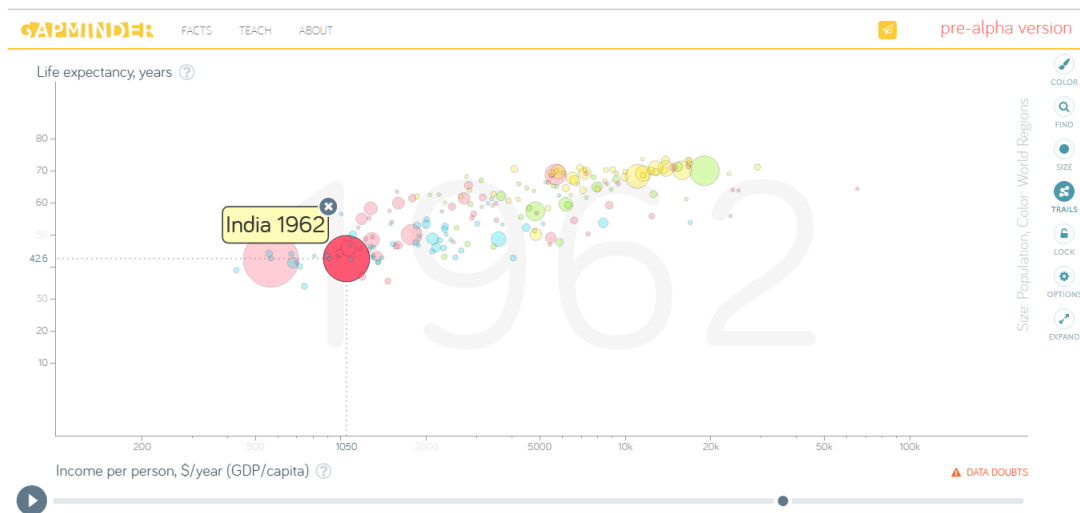 GAPMINDER FACTS TEACH ABOUT pre-alpha version
Life expectancy, years ?
COLOR
FIND
SIZE
TRAILS
LOCK
OPTIONS
EXPAND
Size: Population, Color: World Regions
1962
India 1962
80
70
60
50
42.6
30
20
10
200 500 1050 2000 5000 10k 20k 50k 100k
Income per person, $/year (GDP/capita) ?
DATA DOUBTS